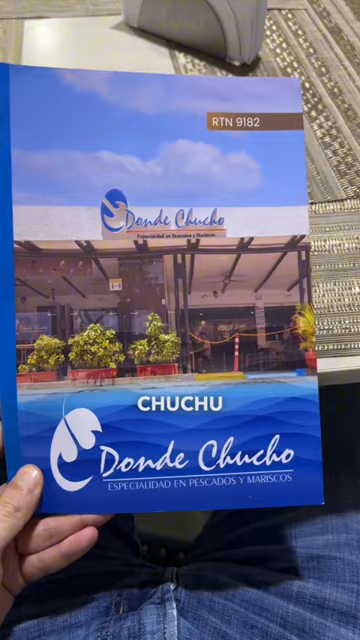 RTN 9182
Donde Chucho
Especialidad en Pescados y Mariscos
CHUCHU
Donde Chucho
ESPECIALIDAD EN PESCADOS Y MARISCOS